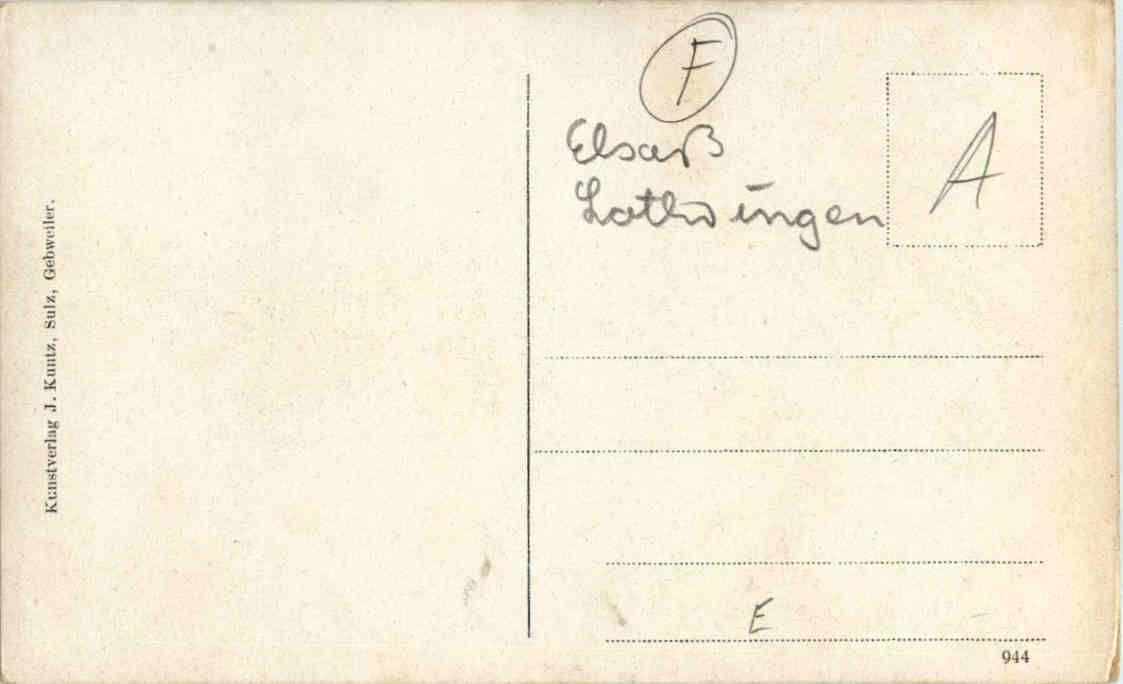 F
Elsaß
Lothringen
A
Kunstverlag J. Kuntz, Sulz, Gebweiler.
E
944